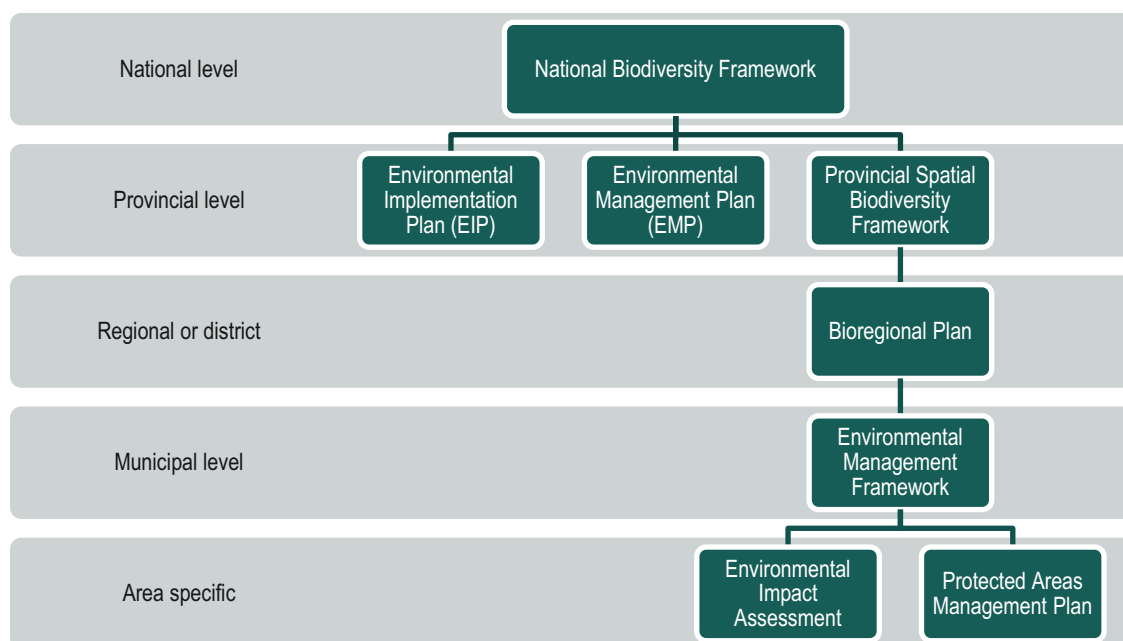 National level
National Biodiversity Framework
Provincial level
Environmental
Implementation
Plan (EIP)
Environmental
Management Plan
(EMP)
Provincial Spatial
Biodiversity
Framework
Regional or district
Bioregional Plan
Municipal level
Environmental
Management
Framework
Area specific
Environmental
Impact
Assessment
Protected Areas
Management Plan